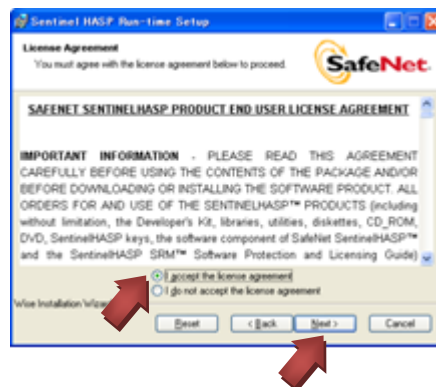 Sentinel HASP Run-time Setup
License Agreement
You must agree with the license agreement below to proceed.
SafeNet.
SAFENET SENTINELHASP PRODUCT END USER LICENSE AGREEMENT
IMPORTANT INFORMATION - PLEASE READ THIS AGREEMENT
CAREFULLY BEFORE USING THE CONTENTS OF THE PACKAGE AND/OR
BEFORE DOWNLOADING OR INSTALLING THE SOFTWARE PRODUCT. ALL
ORDERS FOR AND USE OF THE SENTINELHASP™ PRODUCTS (including
without limitation, the Developer's Kit, libraries, utilities, diskettes, CD_ROM,
DVD, SentinelHASP keys, the software component of SafeNet SentinelHASP™
and the SentinelHASP SRM™ Software Protection and Licensing Guide)
I accept the license agreement
I do not accept the license agreement
Wise Installation Wizar
Reset
< Back
Next >
Cancel